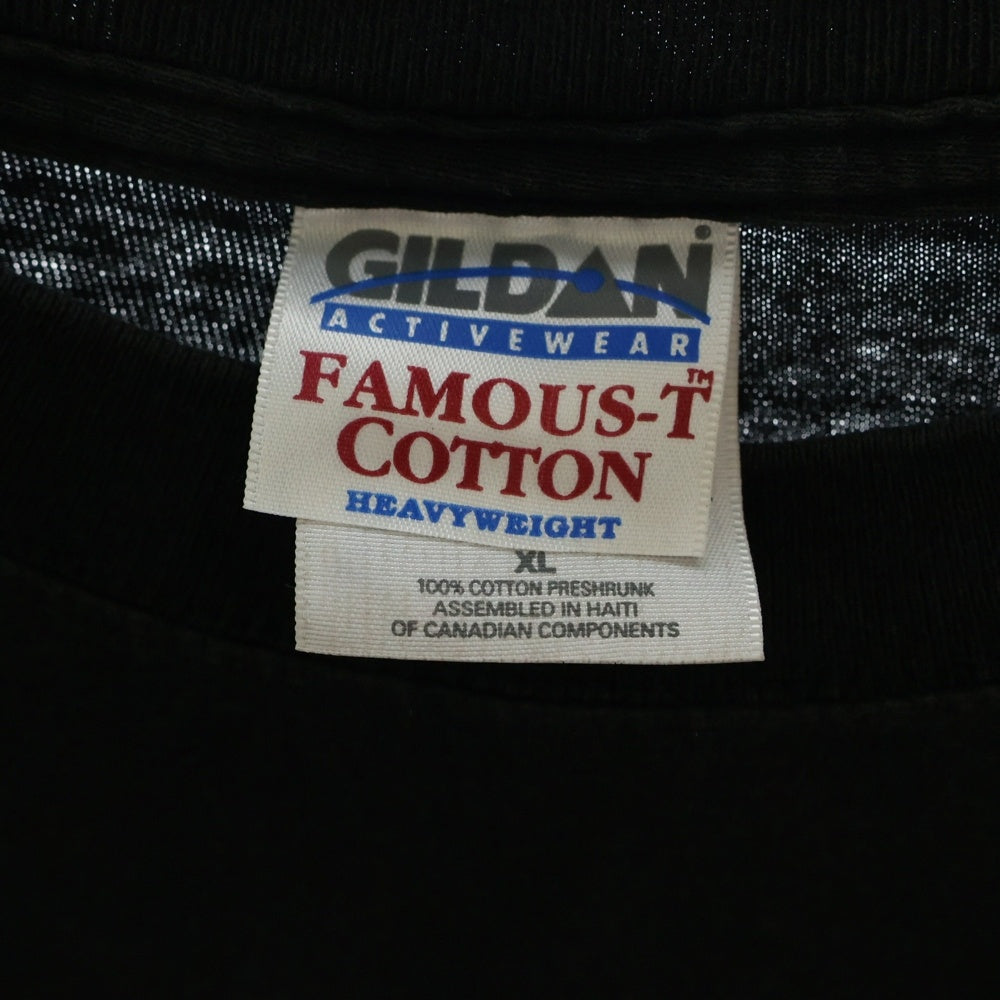 GILDAN®
ACTIVEWEAR
FAMOUS-T™
COTTON
HEAVYWEIGHT
XL
100% COTTON PRESHRUNK
ASSEMBLED IN HAITI
OF CANADIAN COMPONENTS